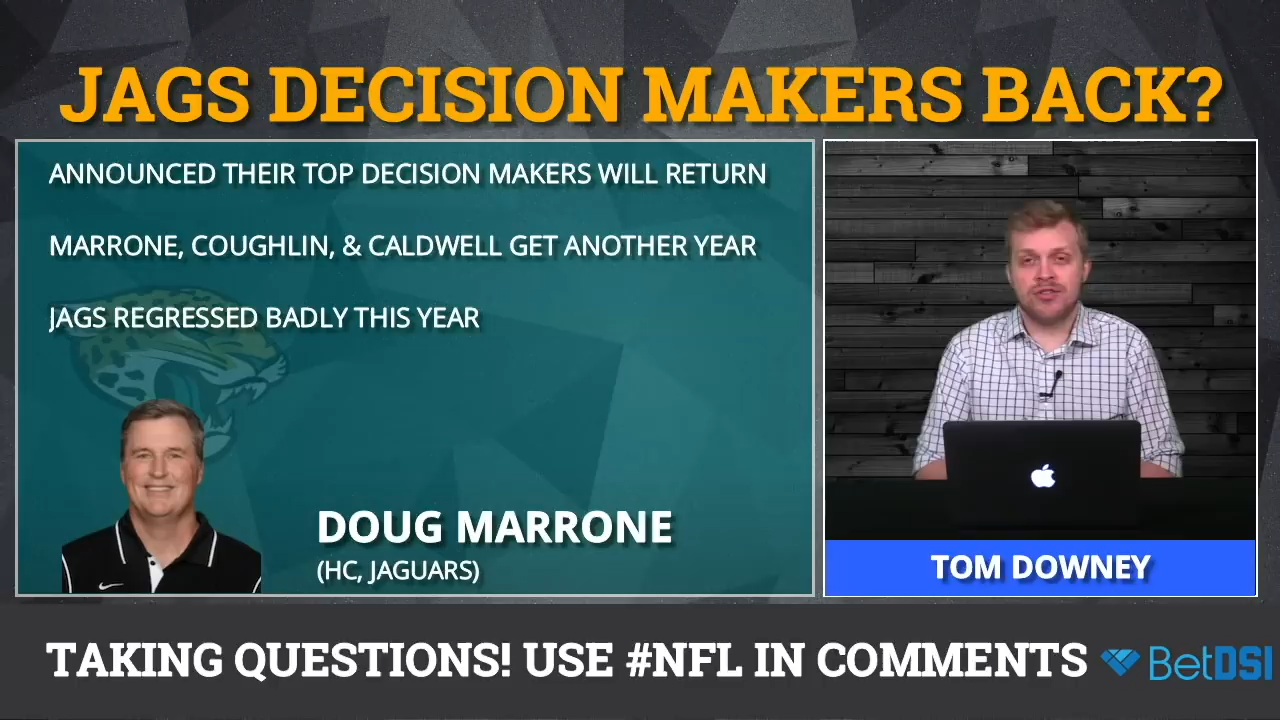 JAGS DECISION MAKERS BACK?
ANNOUNCED THEIR TOP DECISION MAKERS WILL RETURN
MARRONE, COUGHLIN, & CALDWELL GET ANOTHER YEAR
JAGS REGRESSED BADLY THIS YEAR
DOUG MARRONE
(HC, JAGUARS)
TOM DOWNEY
TAKING QUESTIONS! USE #NFL IN COMMENTS
BetDSI